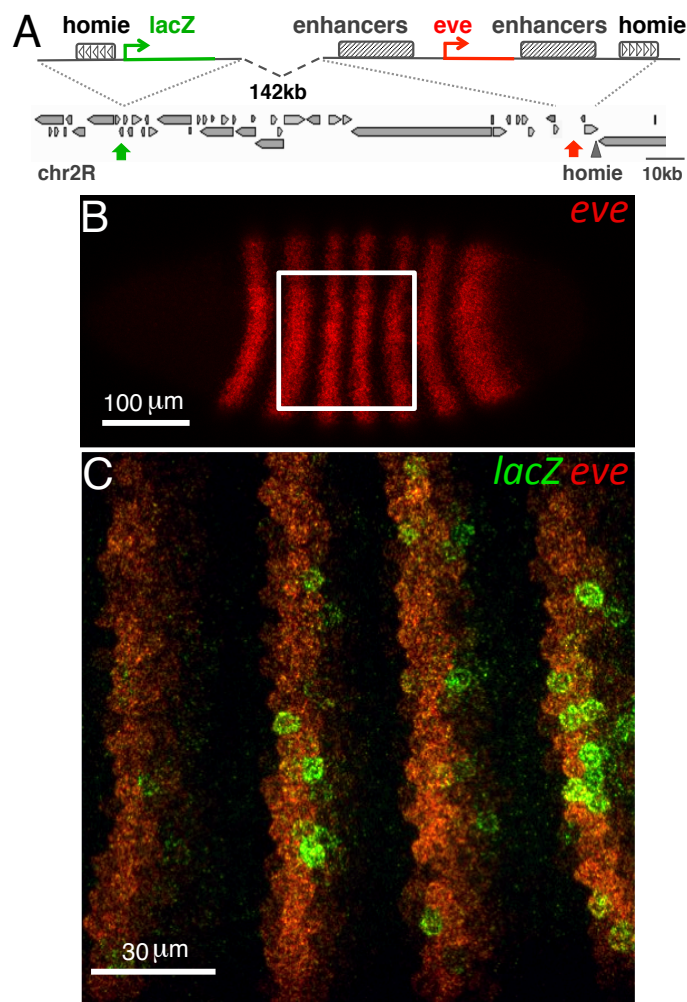 A
homie lacZ enhancers eve enhancers homie
142kb
chr2R homie 10kb
B eve
100 µm
C lacZ eve
30 µm